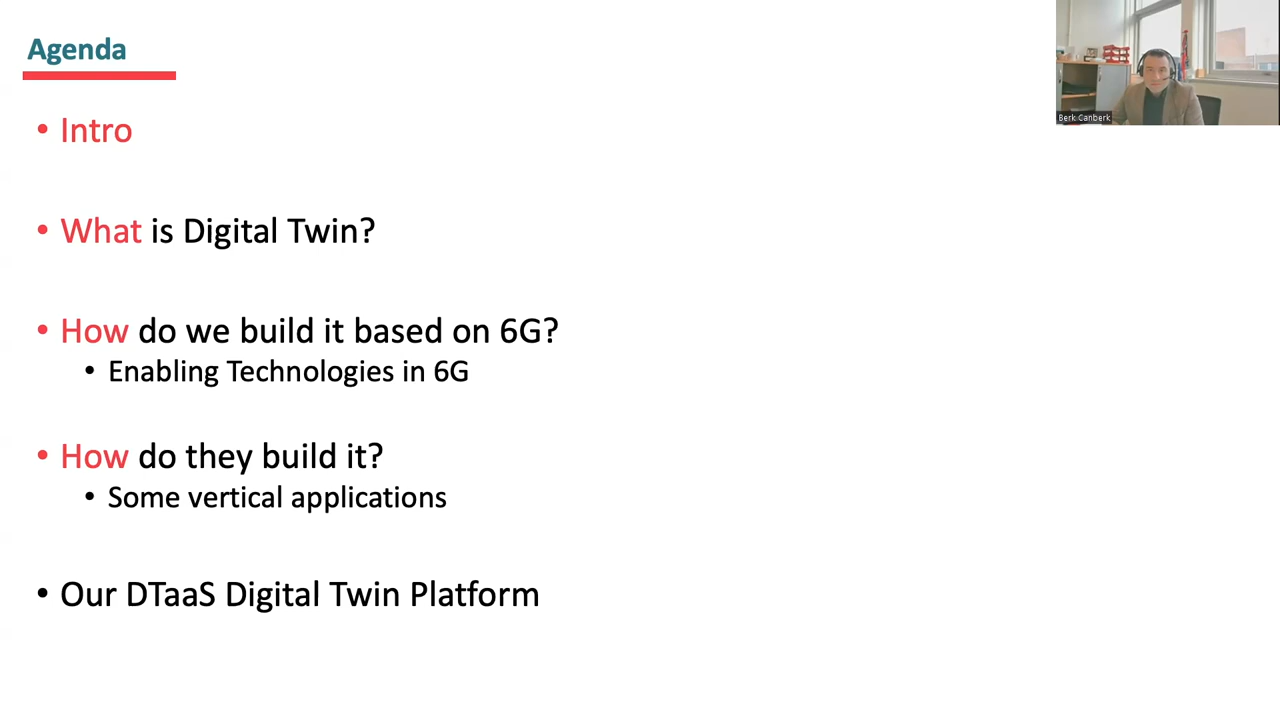 Agenda
• Intro
• What is Digital Twin?
• How do we build it based on 6G?
• Enabling Technologies in 6G
• How do they build it?
• Some vertical applications
• Our DTaaS Digital Twin Platform
Berk Canberk